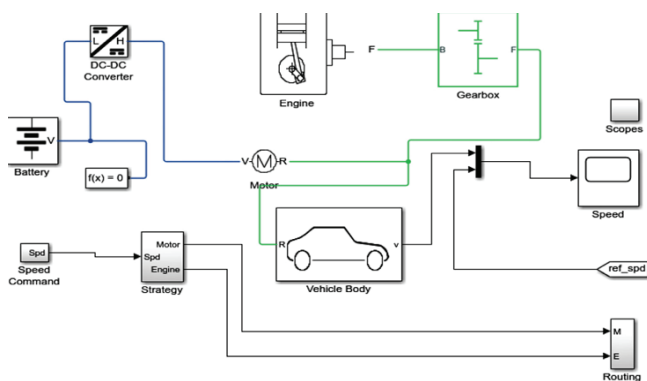 L H
DC-DC
Converter
Engine
F
B F
Gearbox
Scopes
V
Battery
f(x) = 0
V M R
Motor
Speed
R v
Vehicle Body
ref_spd
Spd
Speed
Command
Motor
Spd
Engine
Strategy
M
E
Routing